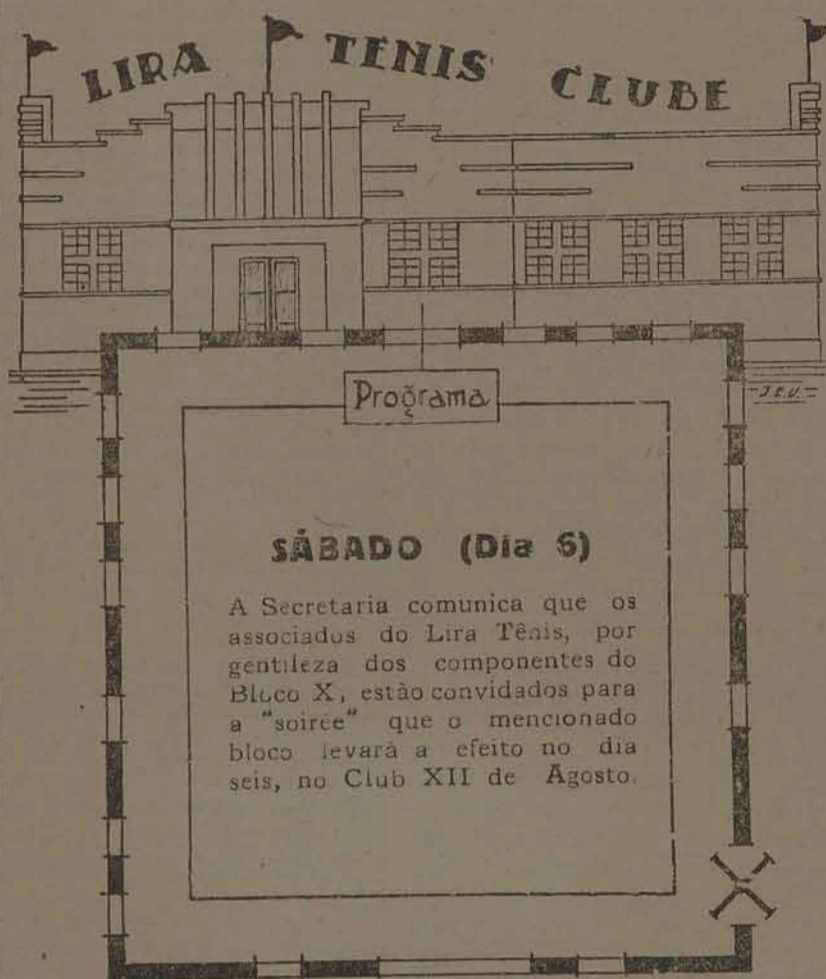 LIRA TENIS CLUBE
J.E.U.
Programa
SÁBADO (Dia 6)
A Secretaria comunica que os
associados do Lira Tênis, por
gentileza dos componentes do
Bloco X, estão convidados para
a "soirée" que o mencionado
bloco levará a efeito no dia
seis, no Club XII de Agosto.